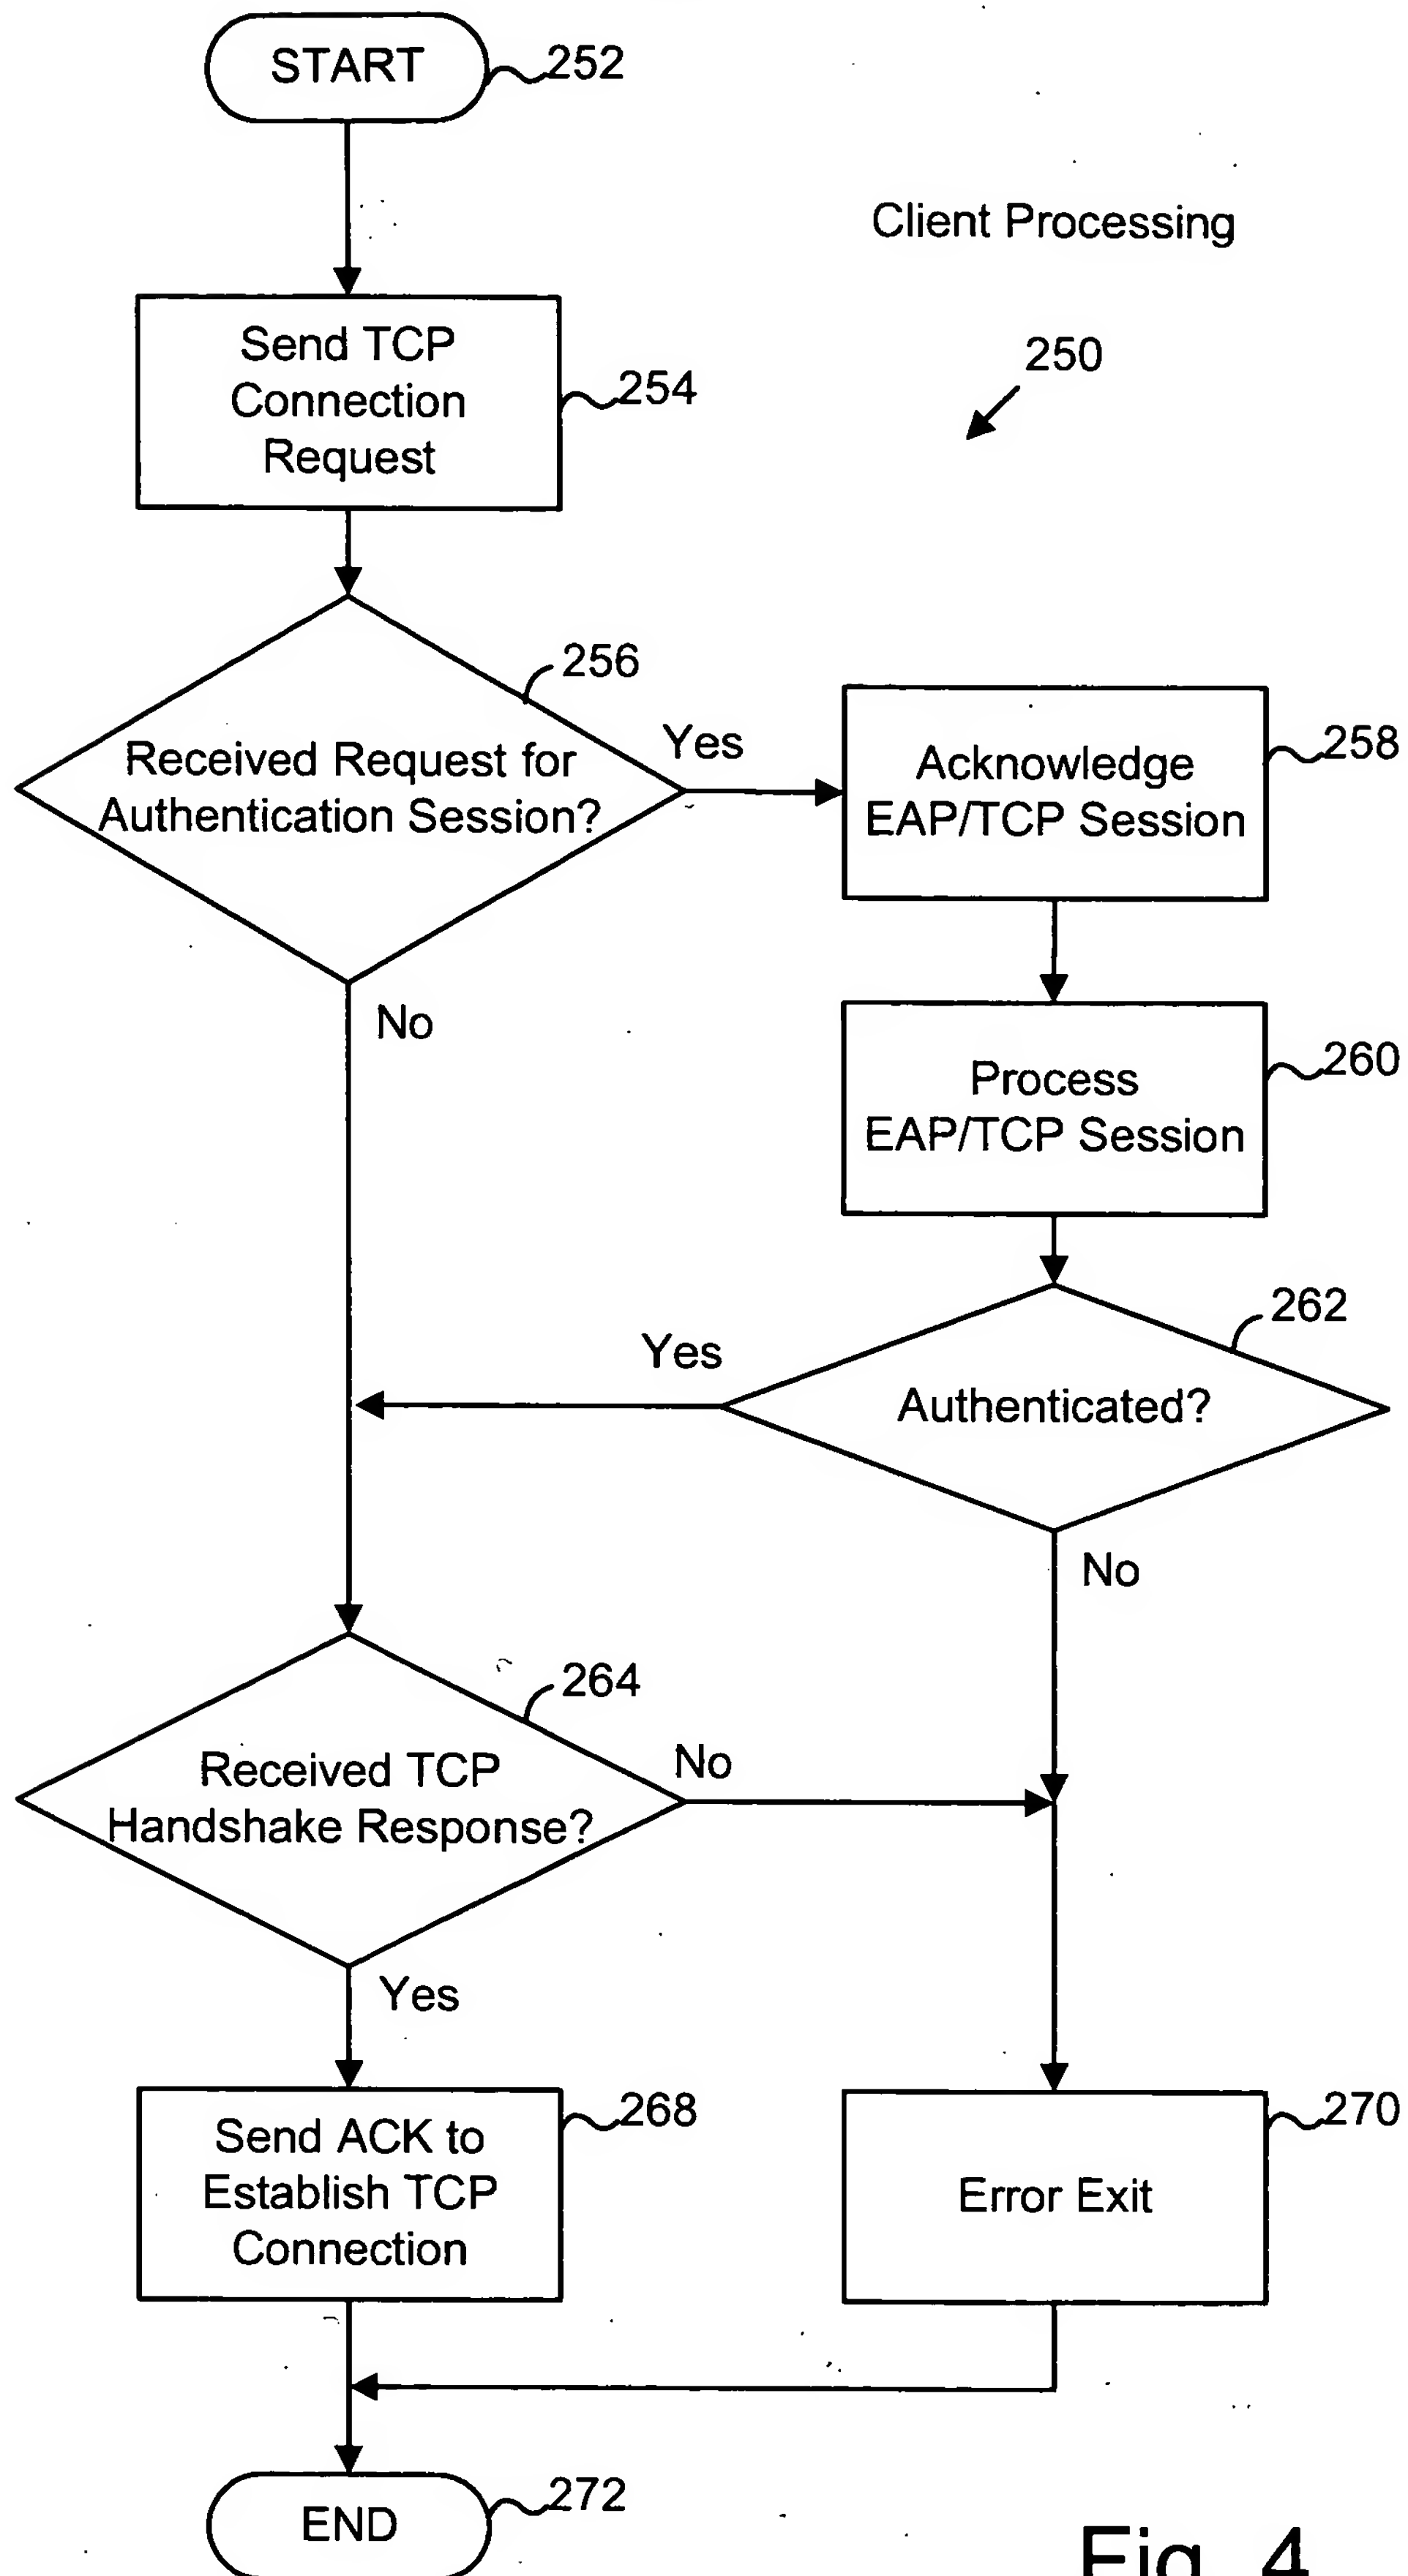 START
252
Client Processing
250
Send TCP
Connection
Request
254
256
Received Request for
Authentication Session?
Yes
No
Acknowledge
EAP/TCP Session
258
Process
EAP/TCP Session
260
262
Authenticated?
Yes
No
264
Received TCP
Handshake Response?
No
Yes
Send ACK to
Establish TCP
Connection
268
Error Exit
270
END
272
Fig. 4